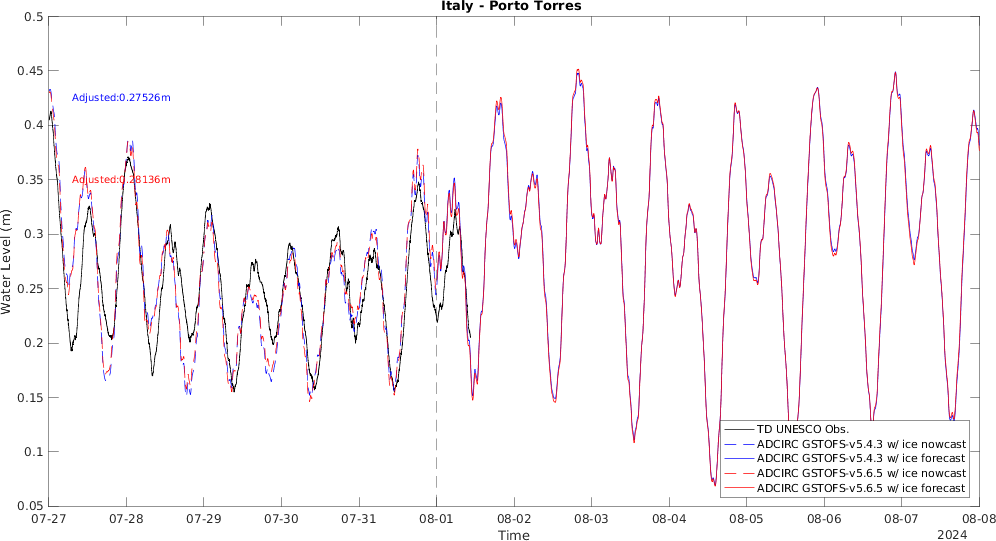 Italy - Porto Torres
0.5
0.45
0.4
0.35
0.3
0.25
0.2
0.15
0.1
0.05
Water Level (m)
Adjusted:0.27526m
Adjusted:0.28136m
TD UNESCO Obs.
ADCIRC GSTOFS-v5.4.3 w/ ice nowcast
ADCIRC GSTOFS-v5.4.3 w/ ice forecast
ADCIRC GSTOFS-v5.6.5 w/ ice nowcast
ADCIRC GSTOFS-v5.6.5 w/ ice forecast
07-27 07-28 07-29 07-30 07-31 08-01 08-02 08-03 08-04 08-05 08-06 08-07 08-08
Time
2024